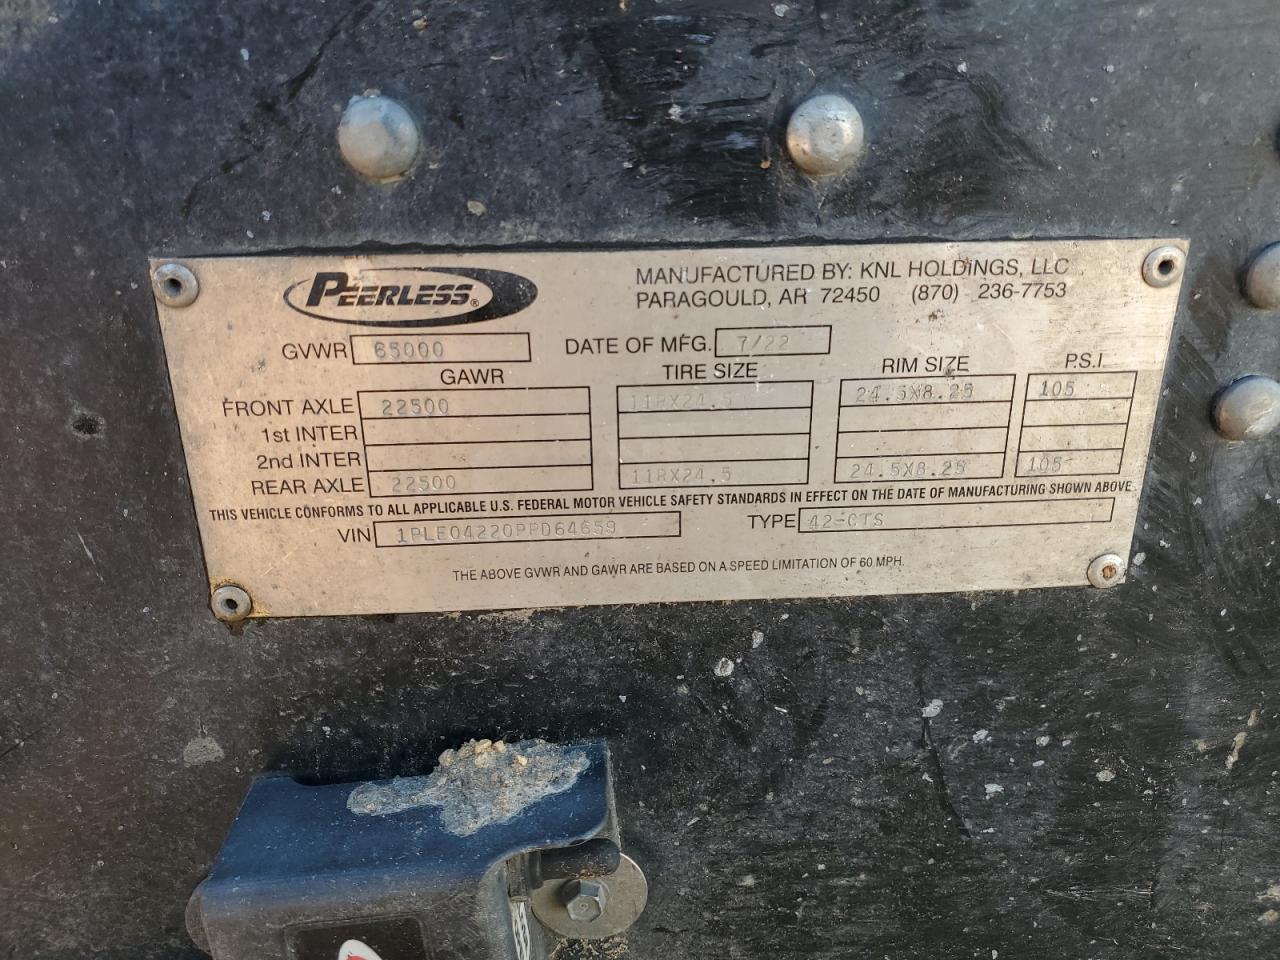 PEERLESS®
MANUFACTURED BY: KNL HOLDINGS, LLC
PARAGOULD, AR 72450 (870) 236-7753
GVWR 65000 DATE OF MFG. 7/22
GAWR TIRE SIZE RIM SIZE P.S.I.
FRONT AXLE 22500 11RX24.5 24.5X8.25 105
1st INTER
2nd INTER
REAR AXLE 22500 11RX24.5 24.5X8.25 105
THIS VEHICLE CONFORMS TO ALL APPLICABLE U.S. FEDERAL MOTOR VEHICLE SAFETY STANDARDS IN EFFECT ON THE DATE OF MANUFACTURING SHOWN ABOVE
VIN 1PLE04220PPD64659 TYPE 42-CTS
THE ABOVE GVWR AND GAWR ARE BASED ON A SPEED LIMITATION OF 60 MPH.